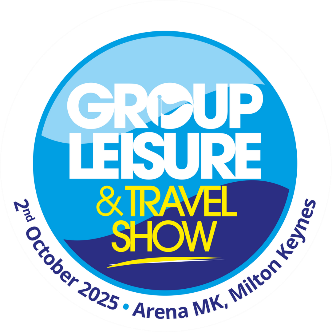 GROUP
LEISURE
& TRAVEL
SHOW
2nd October 2025 • Arena MK, Milton Keynes